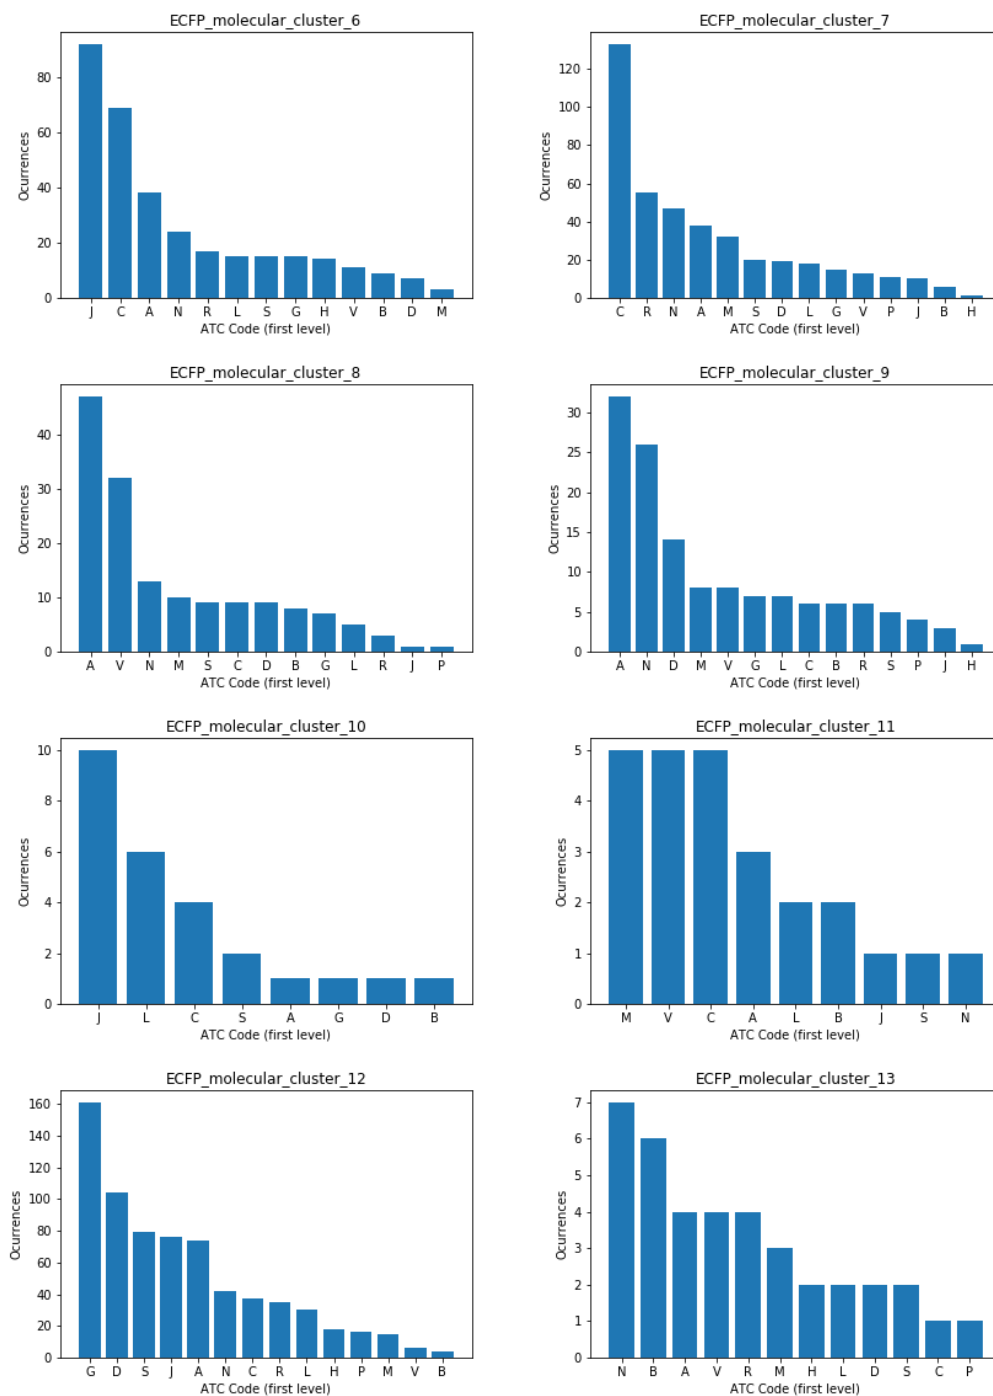 ECFP_molecular_cluster_6
80
60
40
20
0
Ocurrences
J C A N R L S G H V B D M
ATC Code (first level)
ECFP_molecular_cluster_7
120
100
80
60
40
20
0
Ocurrences
C R N A M S D L G V P J B H
ATC Code (first level)
ECFP_molecular_cluster_8
40
30
20
10
0
Ocurrences
A V N M S C D B G L R J P
ATC Code (first level)
ECFP_molecular_cluster_9
30
25
20
15
10
5
0
Ocurrences
A N D M V G L C B R S P J H
ATC Code (first level)
ECFP_molecular_cluster_10
10
8
6
4
2
0
Ocurrences
J L C S A G D B
ATC Code (first level)
ECFP_molecular_cluster_11
5
4
3
2
1
0
Ocurrences
M V C A L B J S N
ATC Code (first level)
ECFP_molecular_cluster_12
160
140
120
100
80
60
40
20
0
Ocurrences
G D S J A N C R L H P M V B
ATC Code (first level)
ECFP_molecular_cluster_13
7
6
5
4
3
2
1
0
Ocurrences
N B A V R M H L D S C P
ATC Code (first level)